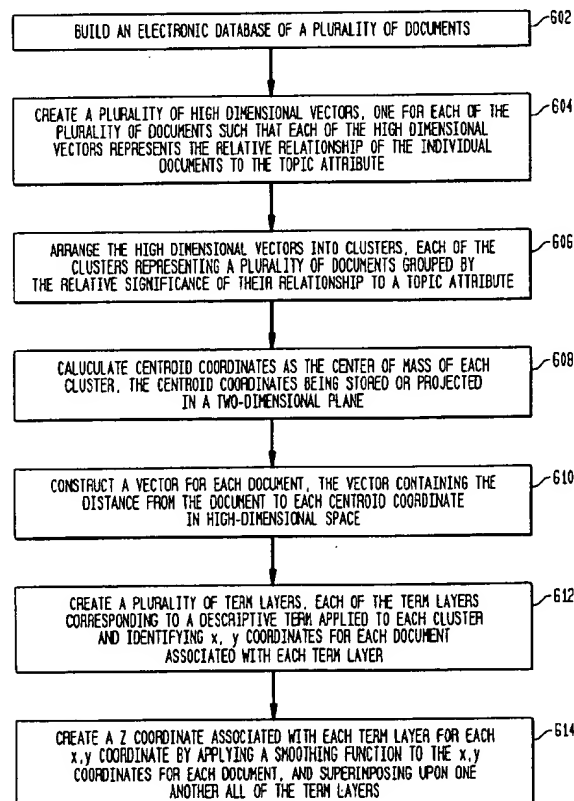 BUILD AN ELECTRONIC DATABASE OF A PLURALITY OF DOCUMENTS
602
CREATE A PLURALITY OF HIGH DIMENSIONAL VECTORS, ONE FOR EACH OF THE
PLURALITY OF DOCUMENTS SUCH THAT EACH OF THE HIGH DIMENSIONAL
VECTORS REPRESENTS THE RELATIVE RELATIONSHIP OF THE INDIVIDUAL
DOCUMENTS TO THE TOPIC ATTRIBUTE
604
ARRANGE THE HIGH DIMENSIONAL VECTORS INTO CLUSTERS, EACH OF THE
CLUSTERS REPRESENTING A PLURALITY OF DOCUMENTS GROUPED BY
THE RELATIVE SIGNIFICANCE OF THEIR RELATIONSHIP TO A TOPIC ATTRIBUTE
606
CALUCULATE CENTROID COORDINATES AS THE CENTER OF MASS OF EACH
CLUSTER, THE CENTROID COORDINATES BEING STORED OR PROJECTED
IN A TWO-DIMENSIONAL PLANE
608
CONSTRUCT A VECTOR FOR EACH DOCUMENT, THE VECTOR CONTAINING THE
DISTANCE FROM THE DOCUMENT TO EACH CENTROID COORDINATE
IN HIGH-DIMENSIONAL SPACE
610
CREATE A PLURALITY OF TERM LAYERS, EACH OF THE TERM LAYERS
CORRESPONDING TO A DESCRIPTIVE TERM APPLIED TO EACH CLUSTER
AND IDENTIFYING x, y COORDINATES FOR EACH DOCUMENT
ASSOCIATED WITH EACH TERM LAYER
612
CREATE A Z COORDINATE ASSOCIATED WITH EACH TERM LAYER FOR EACH
x,y COORDINATE BY APPLYING A SMOOTHING FUNCTION TO THE x,y
COORDINATES FOR EACH DOCUMENT, AND SUPERIMPOSING UPON ONE
ANOTHER ALL OF THE TERM LAYERS
614